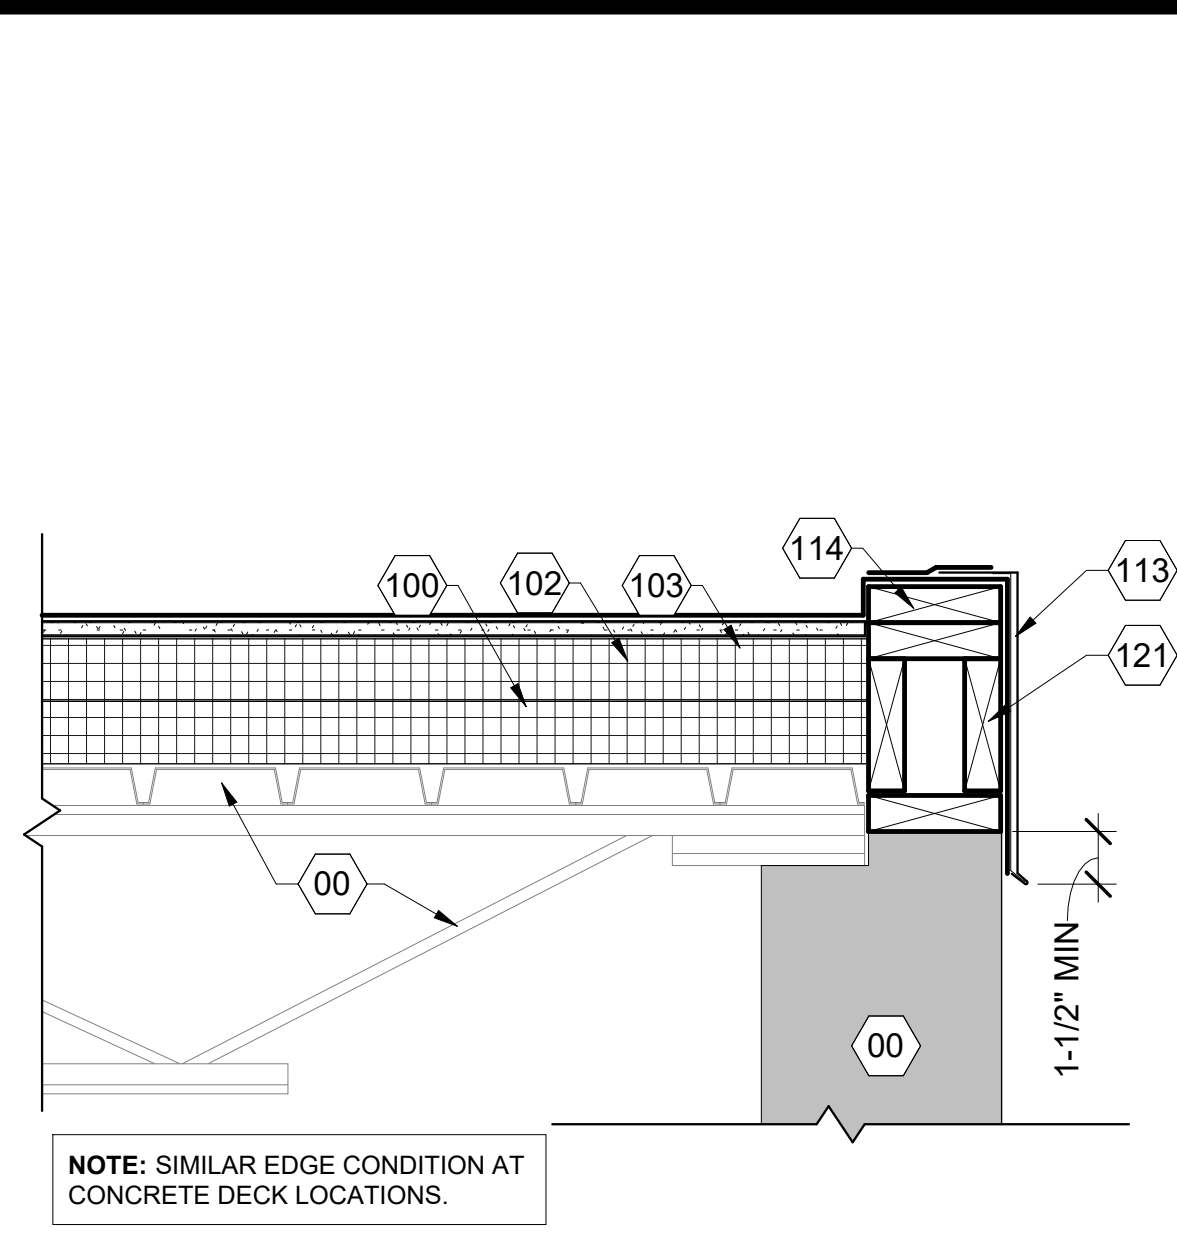 114
113
100
102
103
121
00
00
1-1/2" MIN
NOTE: SIMILAR EDGE CONDITION AT
CONCRETE DECK LOCATIONS.